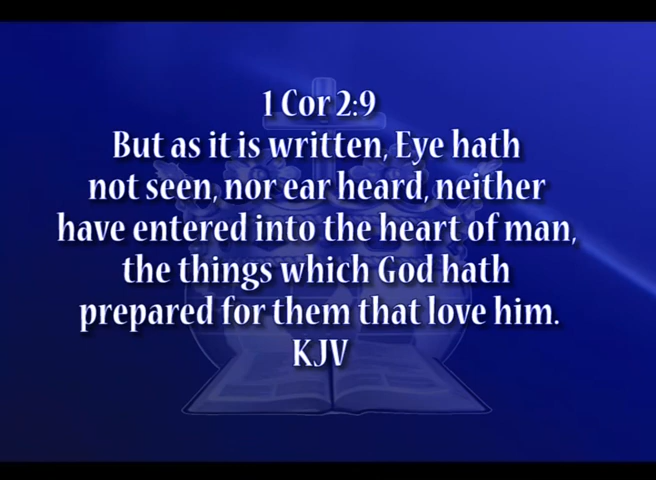 1 Cor 2:9
But as it is written, Eye hath
not seen, nor ear heard, neither
have entered into the heart of man,
the things which God hath
prepared for them that love him.
KJV